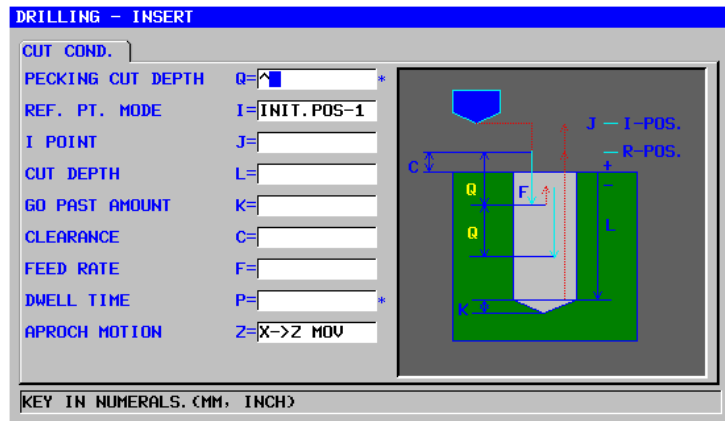 DRILLING - INSERT
CUT COND.
PECKING CUT DEPTH Q=^ *
REF. PT. MODE I=INIT.POS-1
I POINT J=
CUT DEPTH L=
GO PAST AMOUNT K=
CLEARANCE C=
FEED RATE F=
DWELL TIME P= *
APROCH MOTION Z=X->Z MOV
J - I-POS.
R-POS.
C
+
-
Q
F
Q
L
K
KEY IN NUMERALS.(MM, INCH)